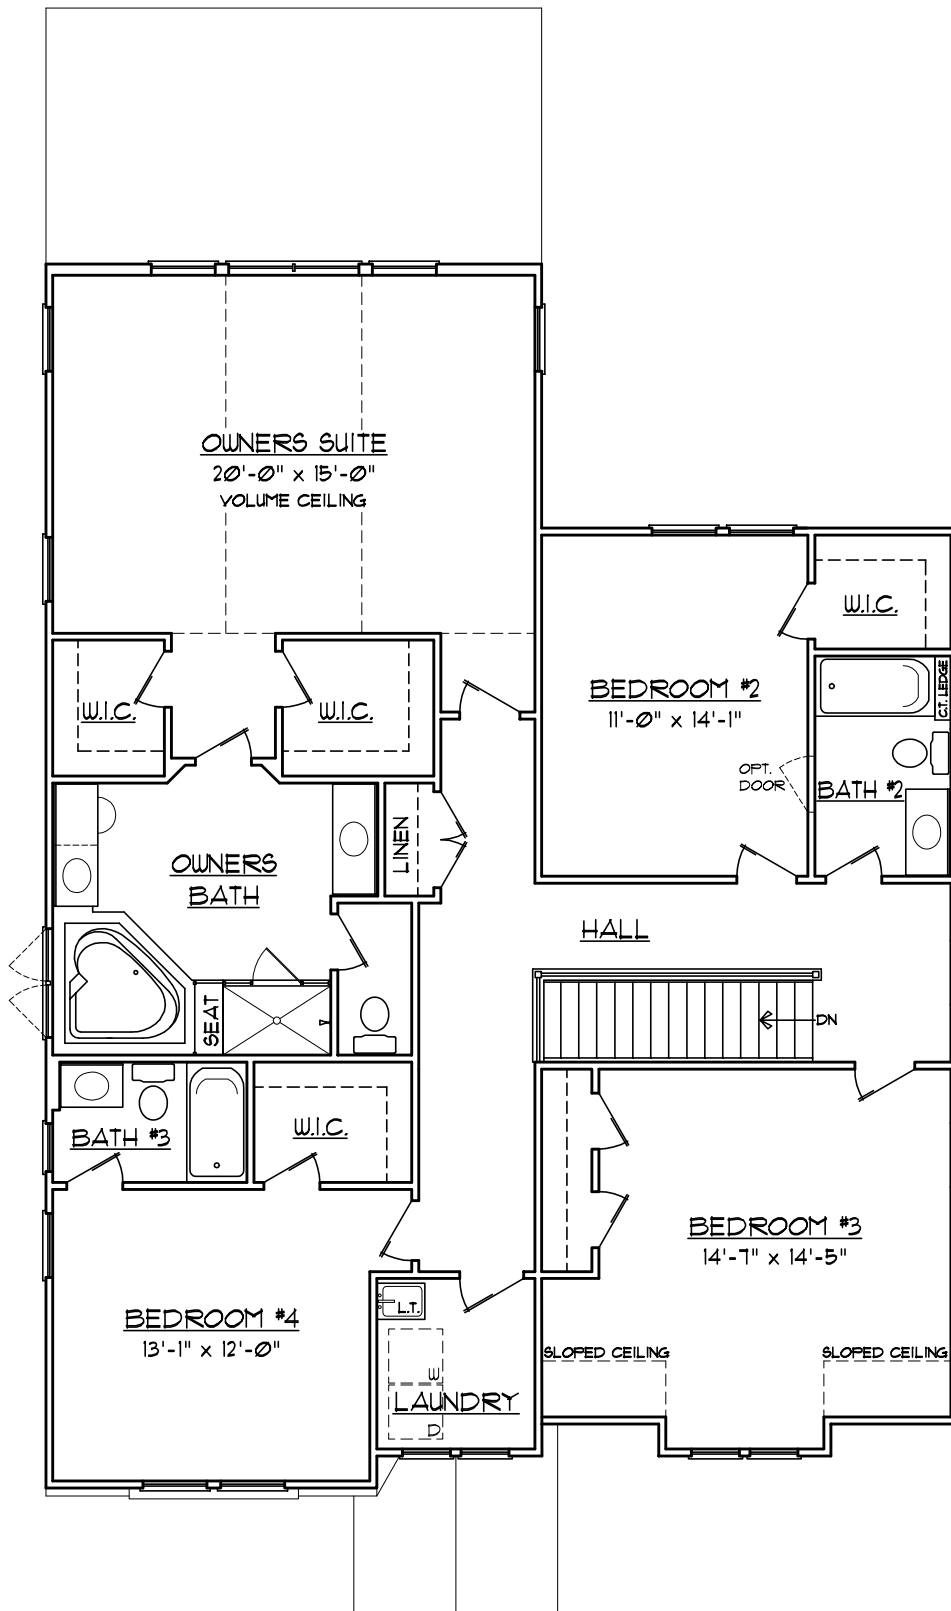 OWNERS SUITE
20'-0" x 15'-0"
VOLUME CEILING
W.I.C.
W.I.C.
BEDROOM #2
11'-0" x 14'-1"
W.I.C.
C.T. LEDGE
OPT.
DOOR
BATH #2
OWNERS
BATH
LINEN
HALL
SEAT
DN
BATH #3
W.I.C.
BEDROOM #3
14'-7" x 14'-5"
SLOPED CEILING
SLOPED CEILING
BEDROOM #4
13'-1" x 12'-0"
L.T.
W
LAUNDRY
D